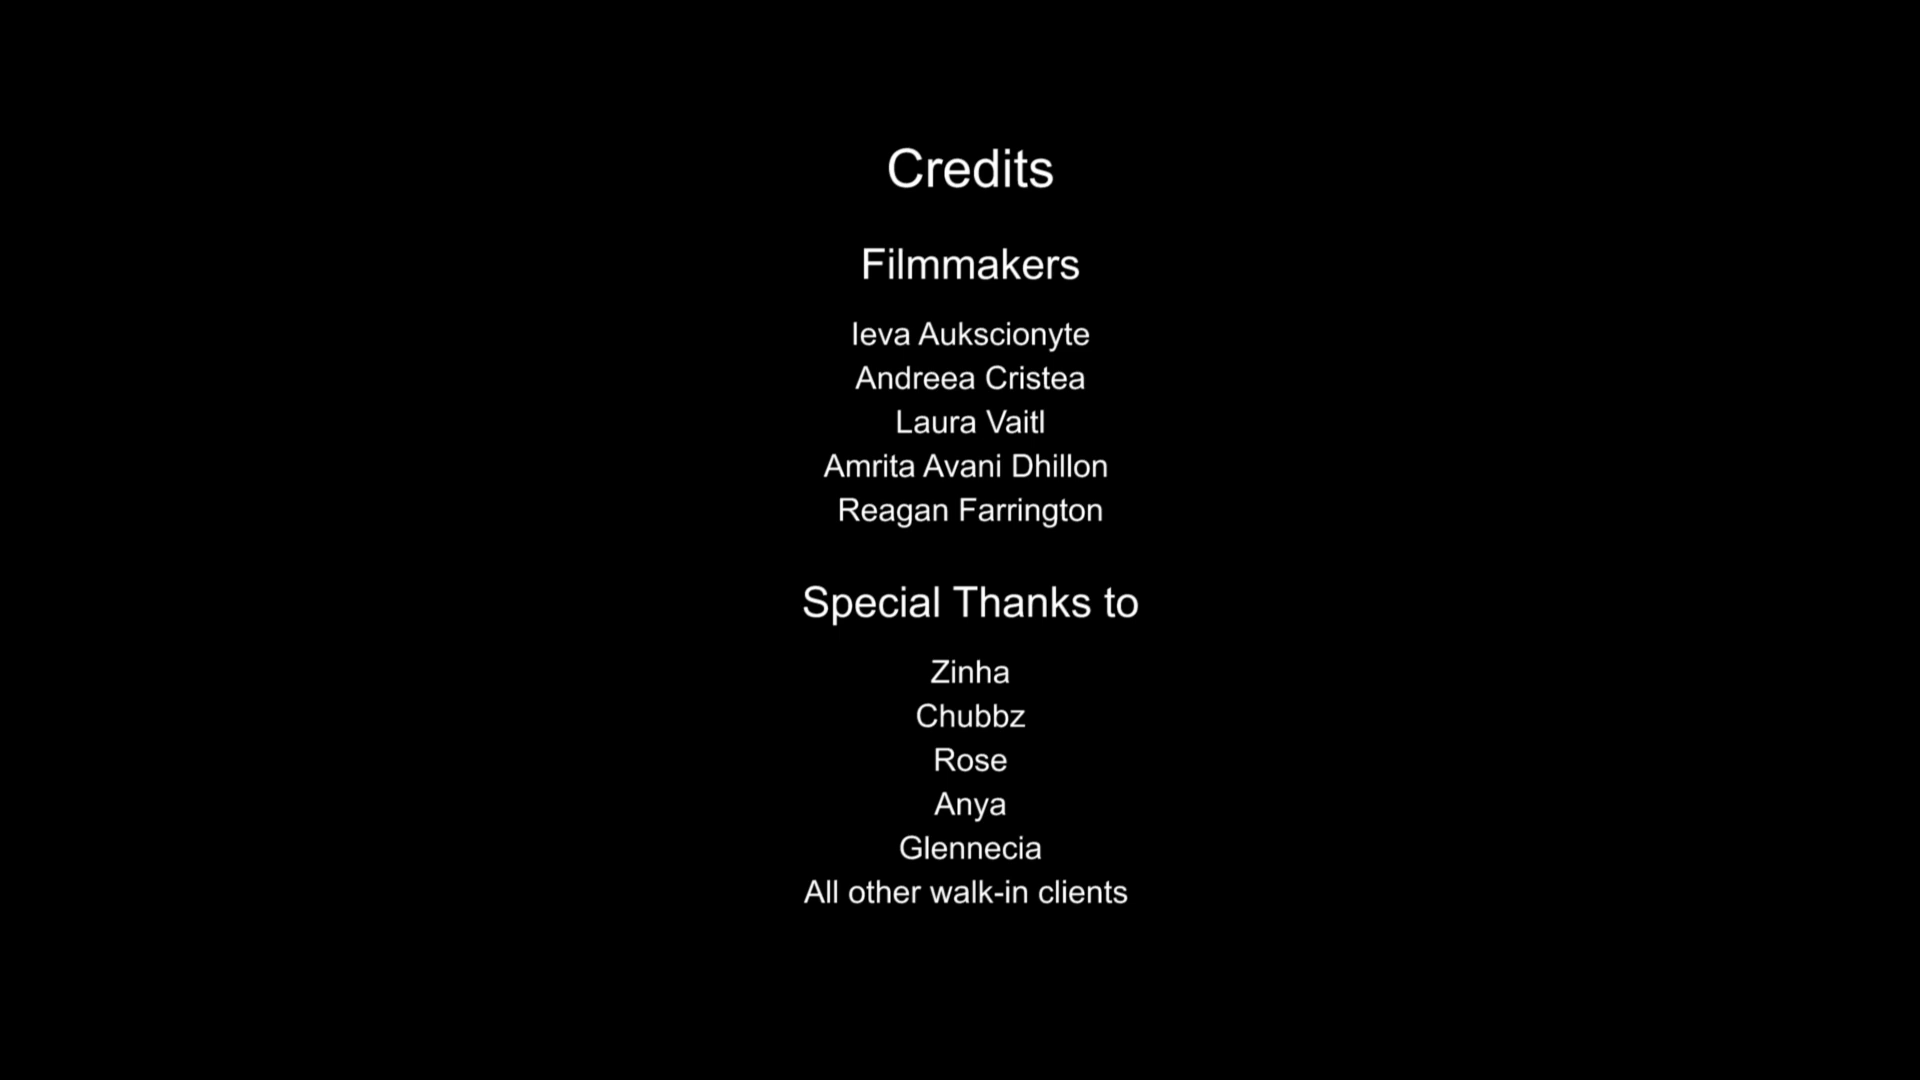 Credits
Filmmakers
Ieva Aukscionyte
Andreea Cristea
Laura Vaitl
Amrita Avani Dhillon
Reagan Farrington
Special Thanks to
Zinha
Chubbz
Rose
Anya
Glennecia
All other walk-in clients